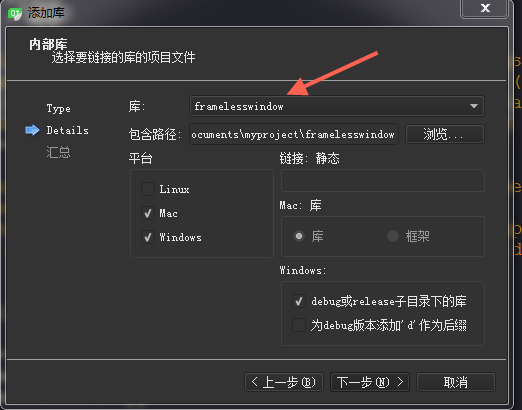 添加库
内部库
选择要链接的库的项目文件
Type
Details
汇总
库:
framelesswindow
包含路径:
ocuments\myproject\framelesswindow
浏览...
平台
Linux
Mac
Windows
链接: 静态
Mac: 库
库
框架
Windows:
debug或release子目录下的库
为debug版本添加'd'作为后缀
< 上一步(B)
下一步(N) >
取消